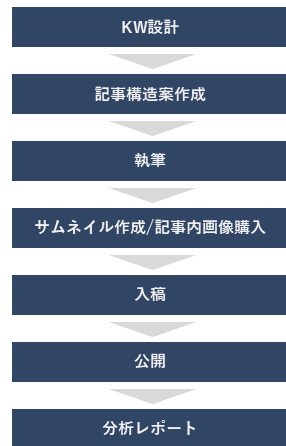 KW設計
記事構造案作成
執筆
サムネイル作成/記事内画像購入
入稿
公開
分析レポート